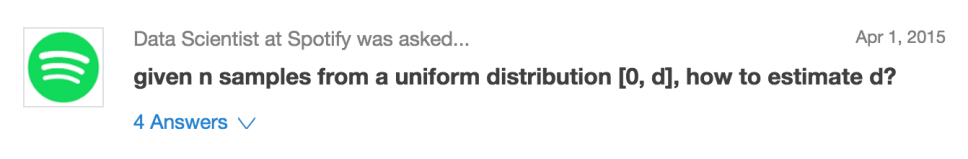 Data Scientist at Spotify was asked...
Apr 1, 2015
given n samples from a uniform distribution [0, d], how to estimate d?
4 Answers